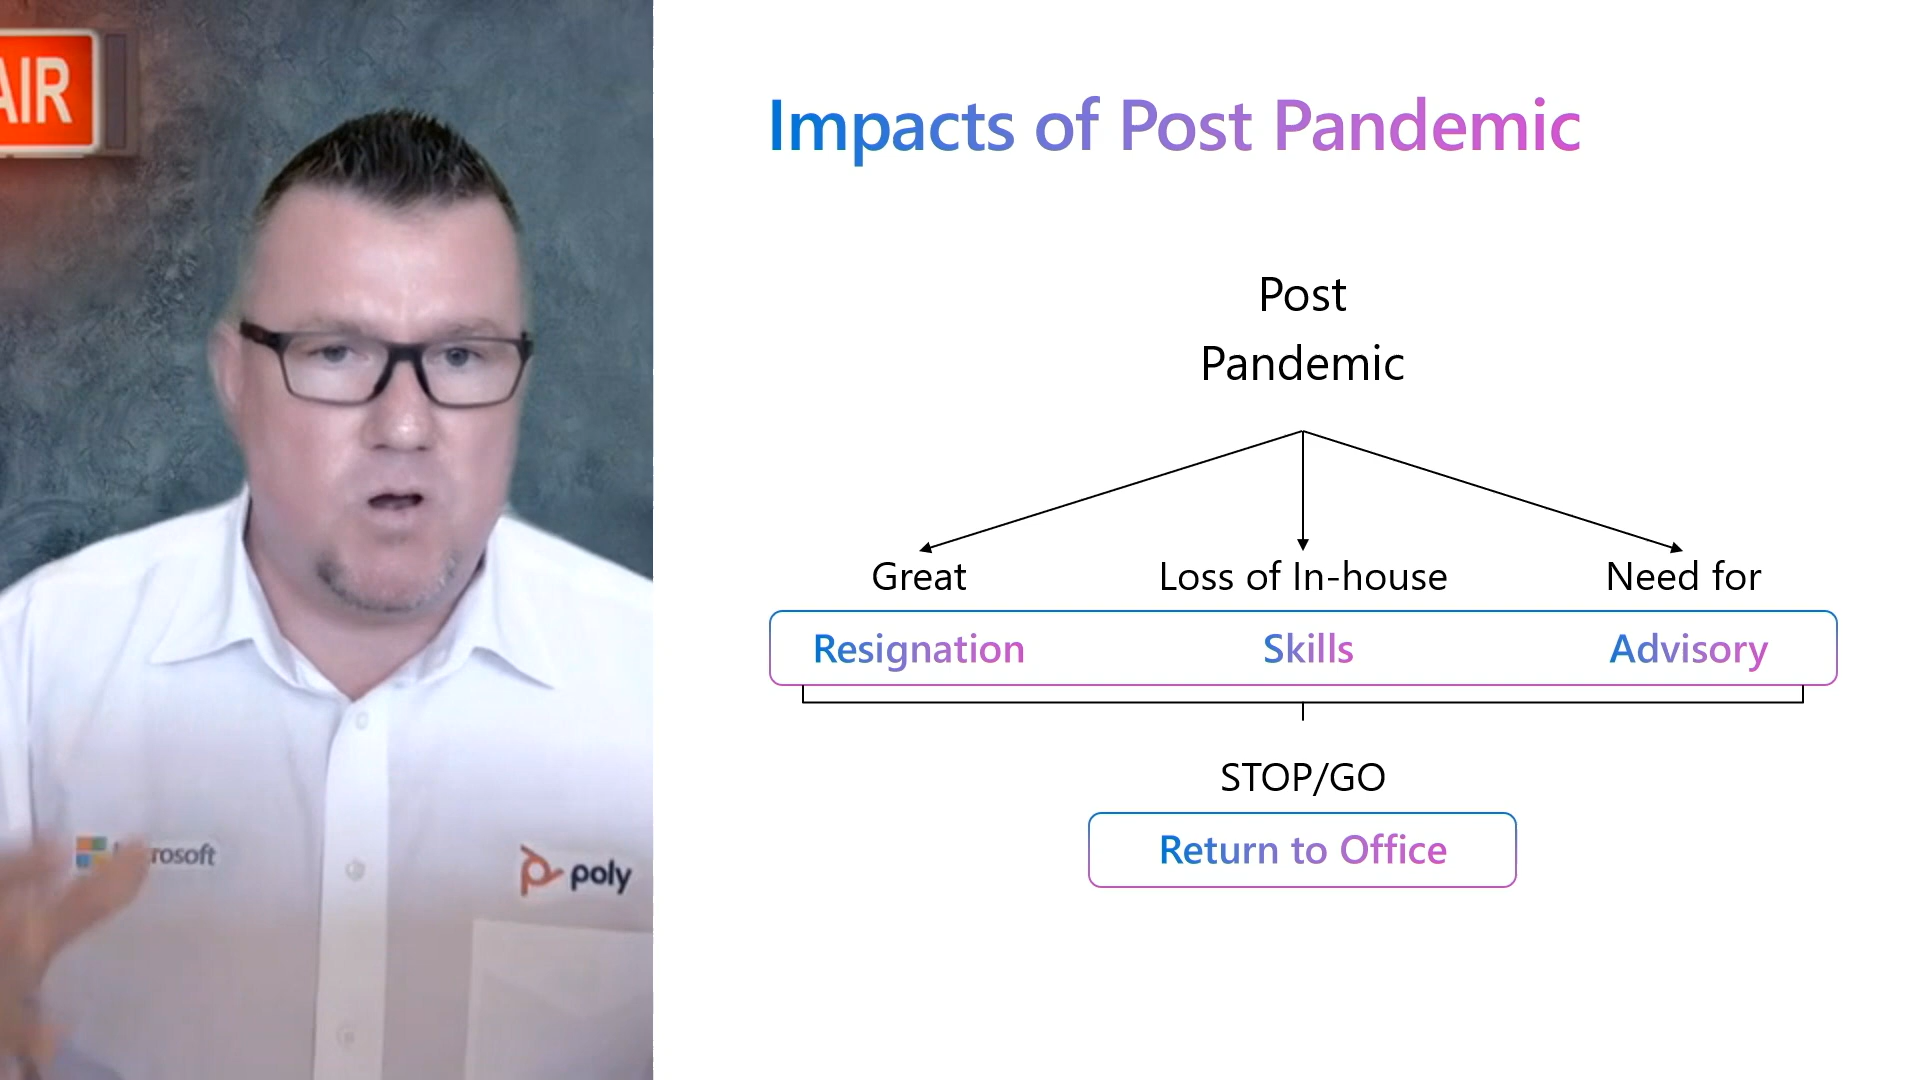 AIR
Impacts of Post Pandemic
Post
Pandemic
Great
Loss of In-house
Need for
Resignation
Skills
Advisory
STOP/GO
Return to Office
rosoft
poly